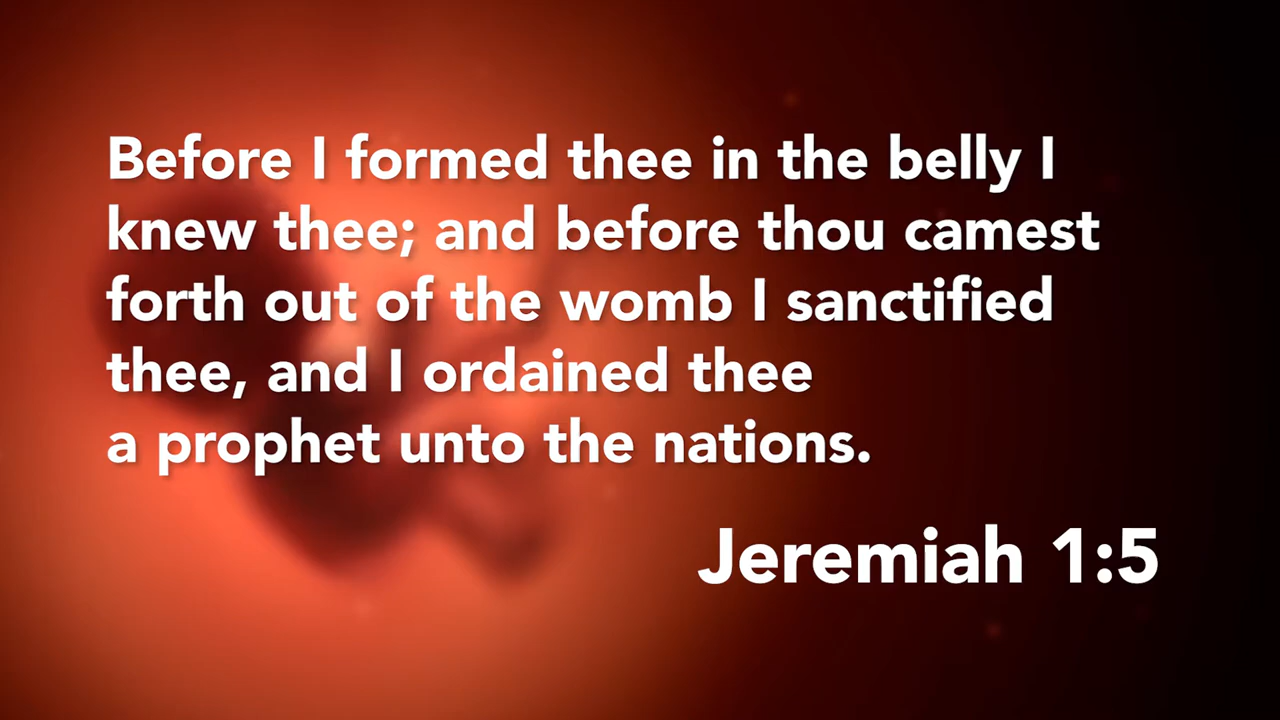 Before I formed thee in the belly I
knew thee; and before thou camest
forth out of the womb I sanctified
thee, and I ordained thee
a prophet unto the nations.
Jeremiah 1:5